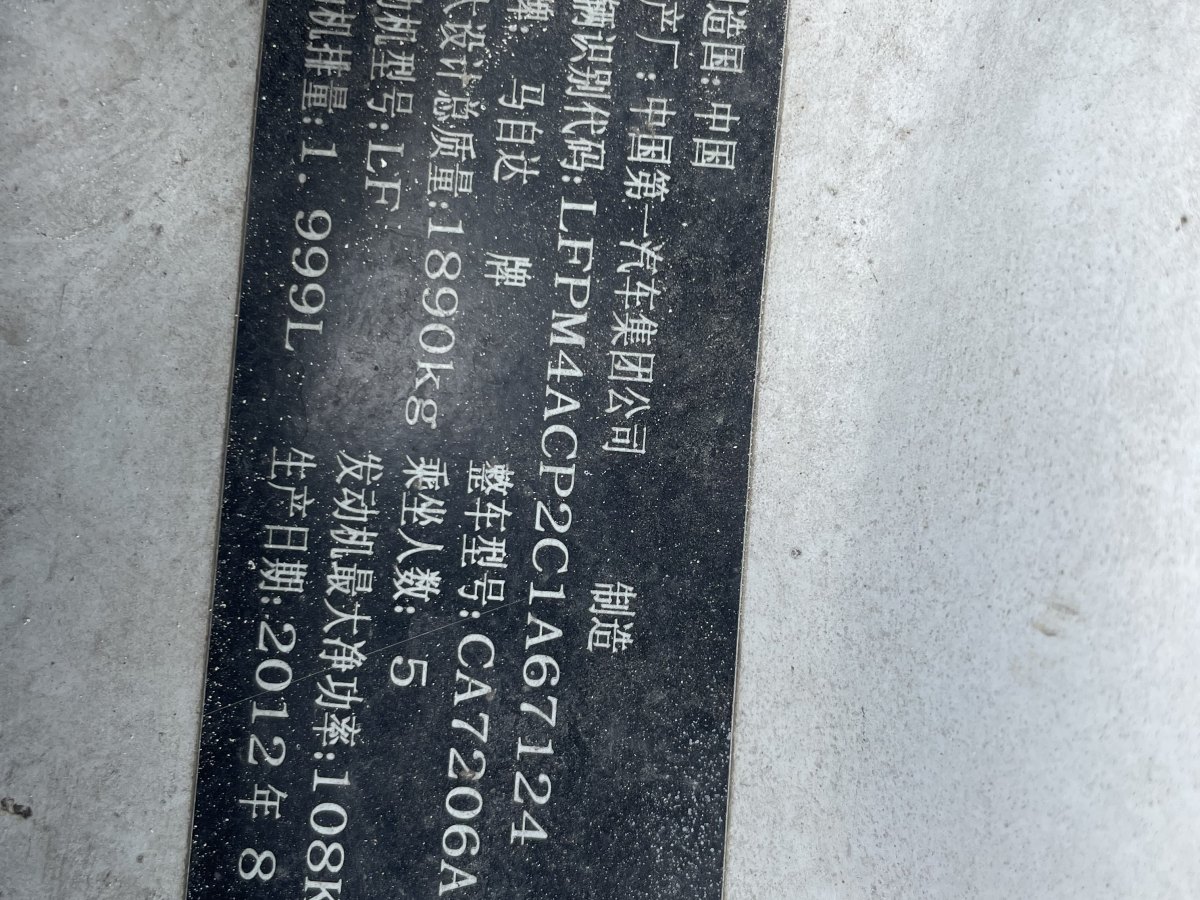 造国: 中国
产厂: 中国第一汽车集团公司 制造
辆识别代码: LFPM4ACP2C1A67124
牌: 马自达 牌 整车型号: CA7206A
设计总质量: 1890kg 乘坐人数: 5
机型号: LF 发动机最大净功率: 108k
机排量: 1.999L 生产日期: 2012年 8